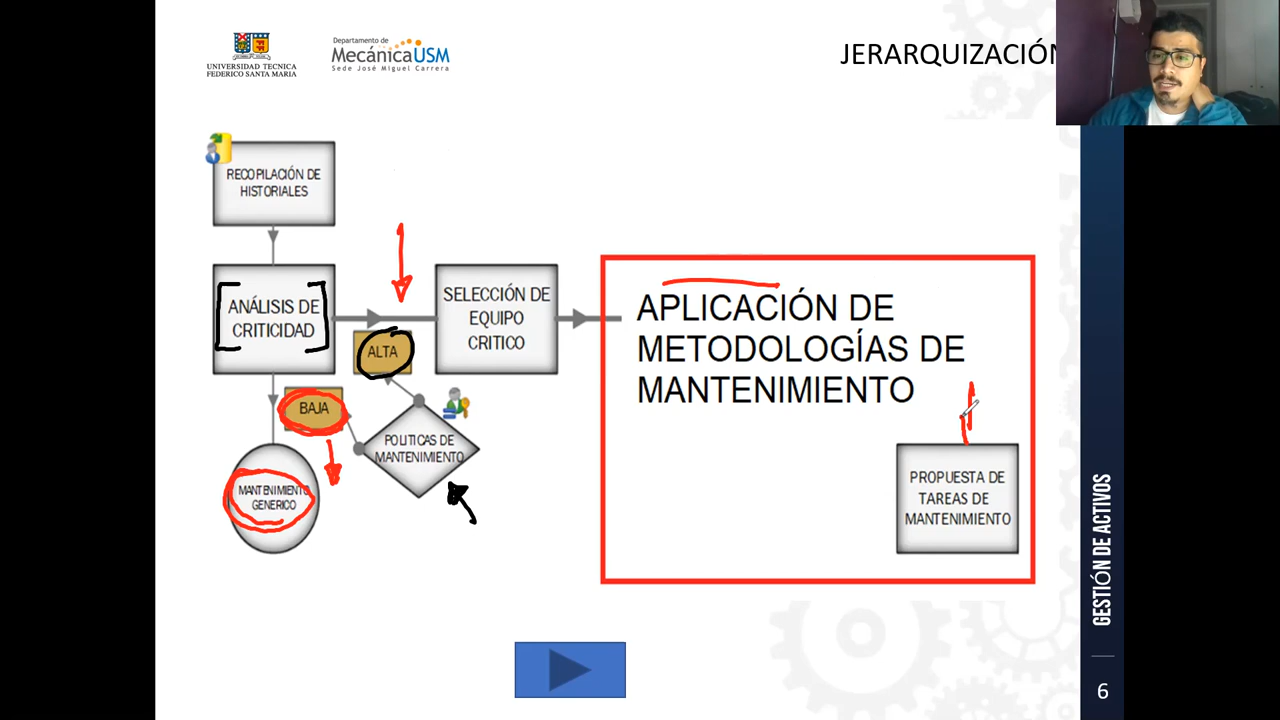 UNIVERSIDAD TECNICA
FEDERICO SANTA MARIA
Departamento de
MecánicaUSM
Sede José Miguel Carrera
JERARQUIZACIÓN
RECOPILACIÓN DE
HISTORIALES
ANÁLISIS DE
CRITICIDAD
SELECCIÓN DE
EQUIPO
CRITICO
ALTA
BAJA
POLITICAS DE
MANTENIMIENTO
MANTENIMIENTO
GENERICO
APLICACIÓN DE
METODOLOGÍAS DE
MANTENIMIENTO
PROPUESTA DE
TAREAS DE
MANTENIMIENTO
GESTIÓN DE ACTIVOS
6